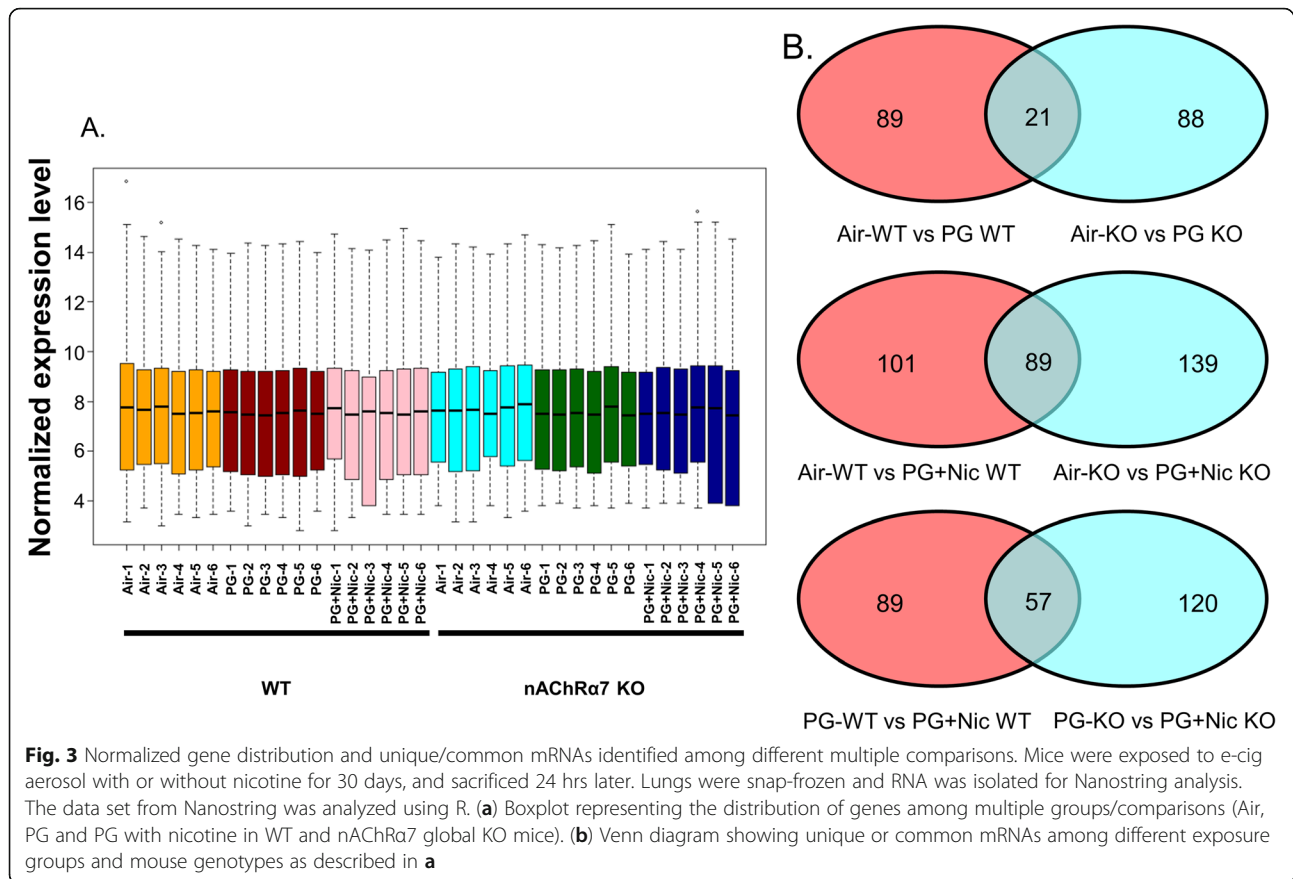 A.
Normalized expression level
16
14
12
10
8
6
4
Air-1
Air-2
Air-3
Air-4
Air-5
Air-6
PG-1
PG-2
PG-3
PG-4
PG-5
PG-6
PG+Nic-1
PG+Nic-2
PG+Nic-3
PG+Nic-4
PG+Nic-5
PG+Nic-6
Air-1
Air-2
Air-3
Air-4
Air-5
Air-6
PG-1
PG-2
PG-3
PG-4
PG-5
PG-6
PG+Nic-1
PG+Nic-2
PG+Nic-3
PG+Nic-4
PG+Nic-5
PG+Nic-6
WT
nAChRα7 KO
B.
89
21
88
Air-WT vs PG WT
Air-KO vs PG KO
101
89
139
Air-WT vs PG+Nic WT
Air-KO vs PG+Nic KO
89
57
120
PG-WT vs PG+Nic WT
PG-KO vs PG+Nic KO
Fig. 3 Normalized gene distribution and unique/common mRNAs identified among different multiple comparisons. Mice were exposed to e-cig
aerosol with or without nicotine for 30 days, and sacrificed 24 hrs later. Lungs were snap-frozen and RNA was isolated for Nanostring analysis.
The data set from Nanostring was analyzed using R. (a) Boxplot representing the distribution of genes among multiple groups/comparisons (Air,
PG and PG with nicotine in WT and nAChRα7 global KO mice). (b) Venn diagram showing unique or common mRNAs among different exposure
groups and mouse genotypes as described in a